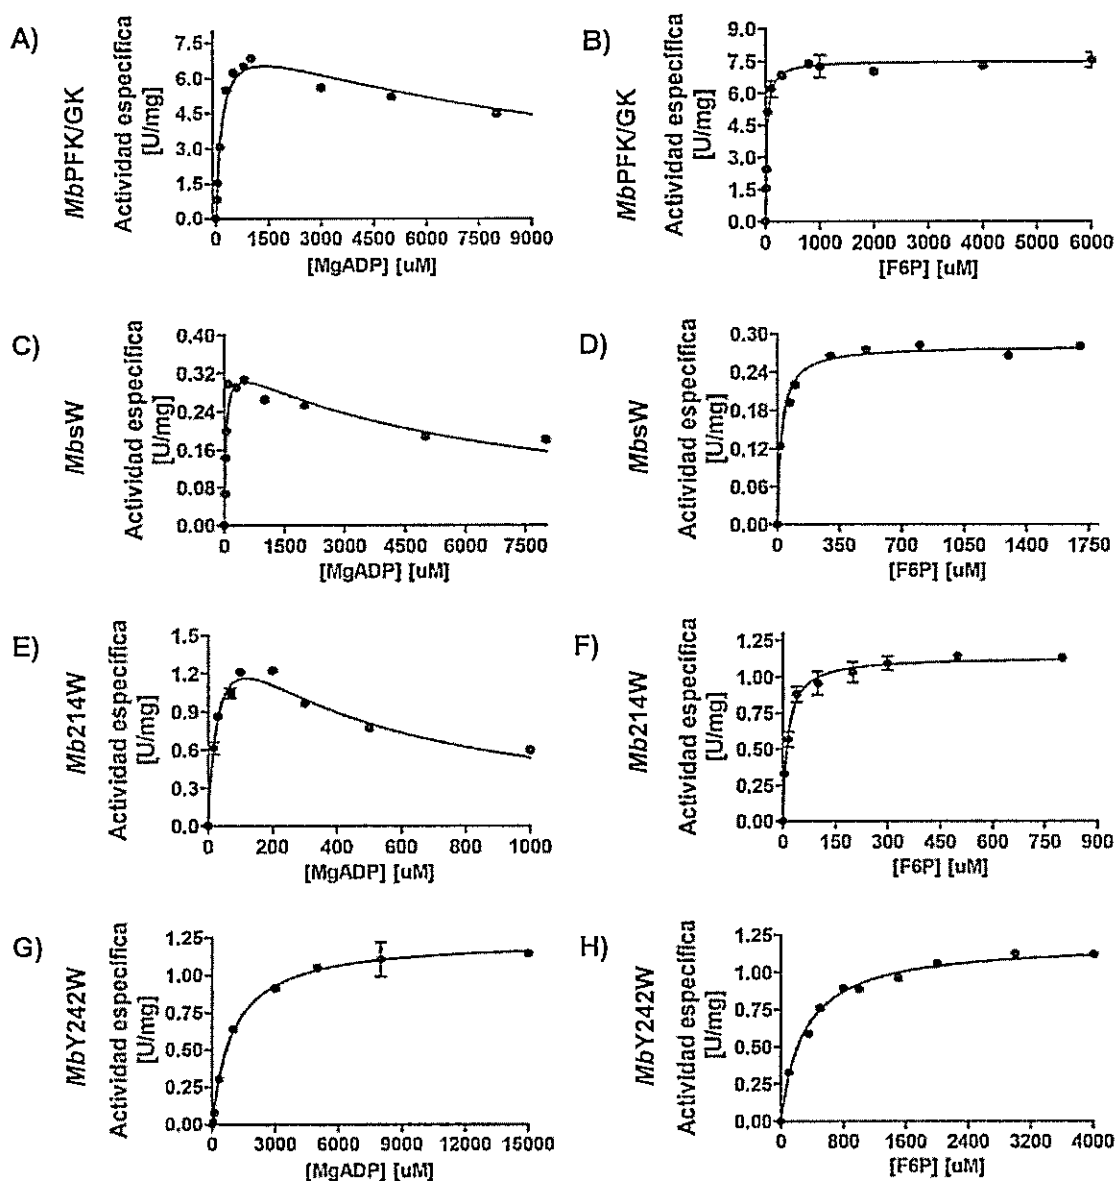 A)
MbPFK/GK
Actividad específica
[U/mg]
7.5
6.0
4.5
3.0
1.5
0.0
0 1500 3000 4500 6000 7500 9000
[MgADP] [uM]
B)
MbPFK/GK
Actividad específica
[U/mg]
9.0
7.5
6.0
4.5
3.0
1.5
0.0
0 1000 2000 3000 4000 5000 6000
[F6P] [uM]
C)
MbsW
Actividad específica
[U/mg]
0.40
0.32
0.24
0.16
0.08
0.00
0 1500 3000 4500 6000 7500
[MgADP] [uM]
D)
MbsW
Actividad específica
[U/mg]
0.30
0.24
0.18
0.12
0.06
0.00
0 350 700 1050 1400 1750
[F6P] [uM]
E)
Mb214W
Actividad específica
[U/mg]
1.5
1.2
0.9
0.6
0.3
0.0
0 200 400 600 800 1000
[MgADP] [uM]
F)
Mb214W
Actividad específica
[U/mg]
1.25
1.00
0.75
0.50
0.25
0.00
0 150 300 450 600 750 900
[F6P] [uM]
G)
MbY242W
Actividad específica
[U/mg]
1.25
1.00
0.75
0.50
0.25
0.00
0 3000 6000 9000 12000 15000
[MgADP] [uM]
H)
MbY242W
Actividad específica
[U/mg]
1.25
1.00
0.75
0.50
0.25
0.00
0 800 1600 2400 3200 4000
[F6P] [uM]